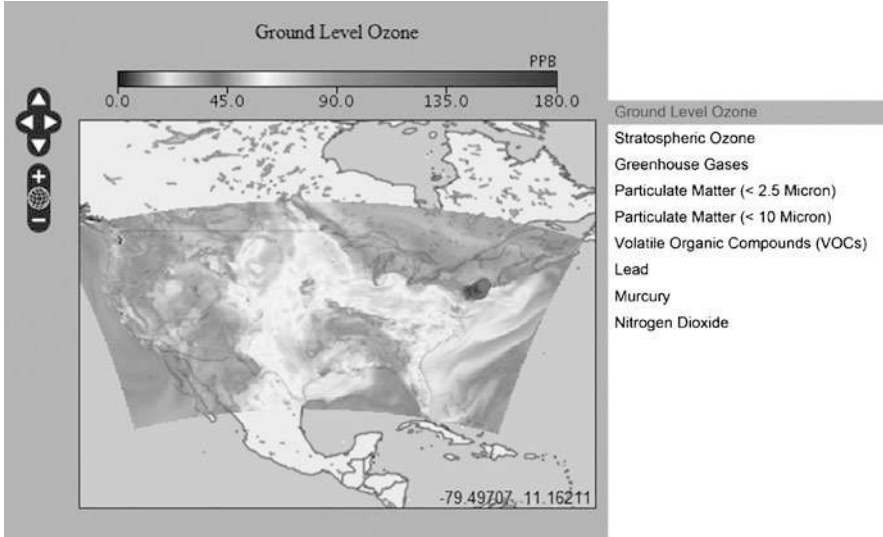 Ground Level Ozone
PPB
0.0 45.0 90.0 135.0 180.0
-79.49707, 11.16211
Ground Level Ozone
Stratospheric Ozone
Greenhouse Gases
Particulate Matter (< 2.5 Micron)
Particulate Matter (< 10 Micron)
Volatile Organic Compounds (VOCs)
Lead
Murcury
Nitrogen Dioxide